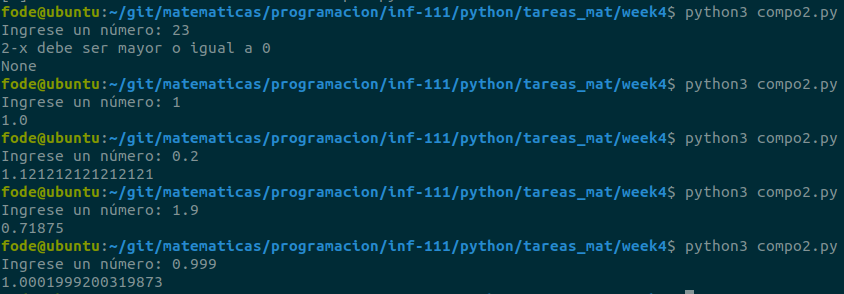 fode@ubuntu:~/git/matematicas/programacion/inf-111/python/tareas_mat/week4$ python3 compo2.py
Ingrese un número: 23
2-x debe ser mayor o igual a 0
None
fode@ubuntu:~/git/matematicas/programacion/inf-111/python/tareas_mat/week4$ python3 compo2.py
Ingrese un número: 1
1.0
fode@ubuntu:~/git/matematicas/programacion/inf-111/python/tareas_mat/week4$ python3 compo2.py
Ingrese un número: 0.2
1.121212121212121
fode@ubuntu:~/git/matematicas/programacion/inf-111/python/tareas_mat/week4$ python3 compo2.py
Ingrese un número: 1.9
0.71875
fode@ubuntu:~/git/matematicas/programacion/inf-111/python/tareas_mat/week4$ python3 compo2.py
Ingrese un número: 0.999
1.0001999200319873